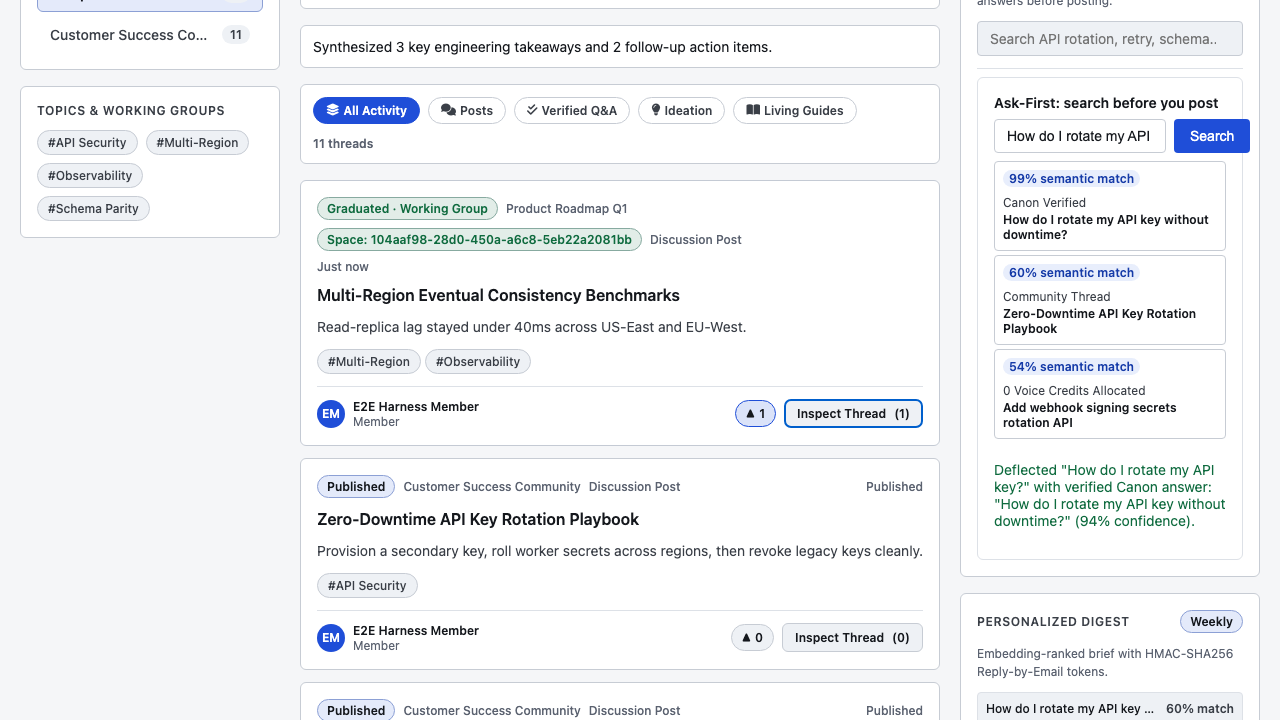 Customer Success Co... 11
TOPICS & WORKING GROUPS
#API Security #Multi-Region
#Observability
#Schema Parity
Synthesized 3 key engineering takeaways and 2 follow-up action items.
All Activity Posts Verified Q&A Ideation Living Guides
11 threads
Graduated · Working Group Product Roadmap Q1
Space: 104aaf98-28d0-450a-a6c8-5eb22a2081bb Discussion Post
Just now
Multi-Region Eventual Consistency Benchmarks
Read-replica lag stayed under 40ms across US-East and EU-West.
#Multi-Region #Observability
EM E2E Harness Member
Member
▲ 1 Inspect Thread (1)
Published Customer Success Community Discussion Post Published
Zero-Downtime API Key Rotation Playbook
Provision a secondary key, roll worker secrets across regions, then revoke legacy keys cleanly.
#API Security
EM E2E Harness Member
Member
▲ 0 Inspect Thread (0)
Published Customer Success Community Discussion Post Published
answers before posting.
Search API rotation, retry, schema..
Ask-First: search before you post
How do I rotate my API Search
99% semantic match
Canon Verified
How do I rotate my API key without
downtime?
60% semantic match
Community Thread
Zero-Downtime API Key Rotation
Playbook
54% semantic match
0 Voice Credits Allocated
Add webhook signing secrets
rotation API
Deflected "How do I rotate my API
key?" with verified Canon answer:
"How do I rotate my API key without
downtime?" (94% confidence).
PERSONALIZED DIGEST Weekly
Embedding-ranked brief with HMAC-SHA256
Reply-by-Email tokens.
How do I rotate my API key ... 60% match